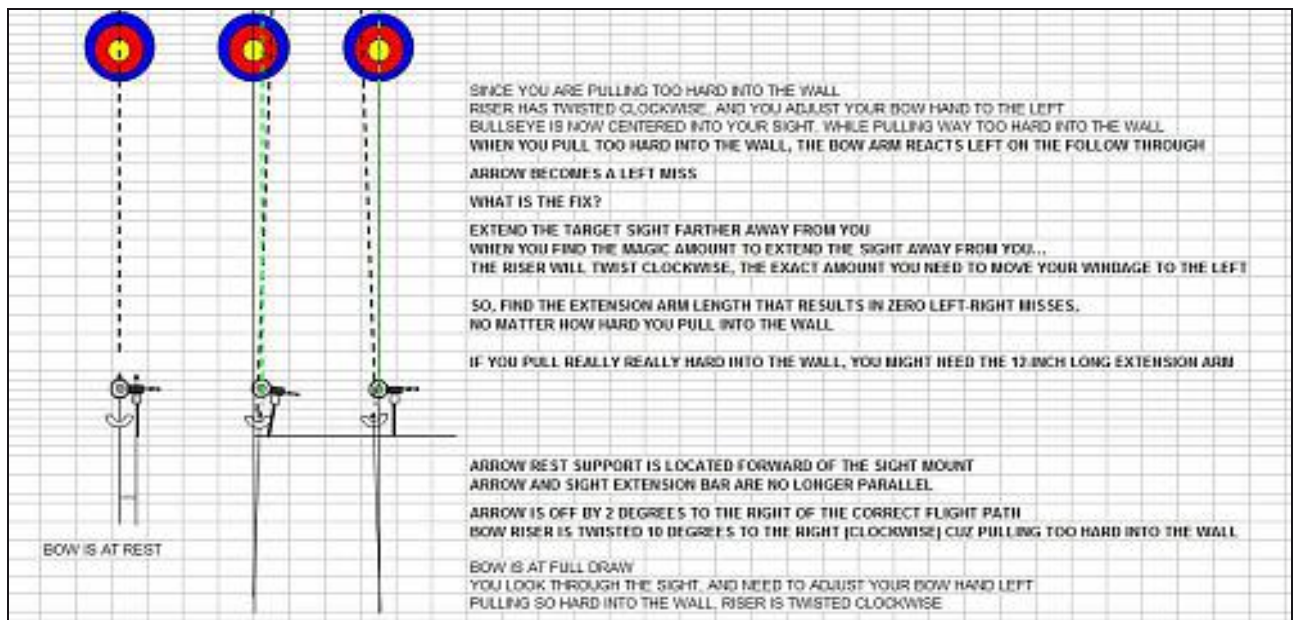 SINCE YOU ARE PULLING TOO HARD INTO THE WALL
RISER HAS TWISTED CLOCKWISE, AND YOU ADJUST YOUR BOW HAND TO THE LEFT
BULLSEYE IS NOW CENTERED INTO YOUR SIGHT, WHILE PULLING WAY TOO HARD INTO THE WALL
WHEN YOU PULL TOO HARD INTO THE WALL, THE BOW ARM REACTS LEFT ON THE FOLLOW THROUGH
ARROW BECOMES A LEFT MISS
WHAT IS THE FIX?
EXTEND THE TARGET SIGHT FARTHER AWAY FROM YOU
WHEN YOU FIND THE MAGIC AMOUNT TO EXTEND THE SIGHT AWAY FROM YOU...
THE RISER WILL TWIST CLOCKWISE, THE EXACT AMOUNT YOU NEED TO MOVE YOUR WINDAGE TO THE LEFT
SO, FIND THE EXTENSION ARM LENGTH THAT RESULTS IN ZERO LEFT-RIGHT MISSES,
NO MATTER HOW HARD YOU PULL INTO THE WALL
IF YOU PULL REALLY REALLY HARD INTO THE WALL, YOU MIGHT NEED THE 12-INCH LONG EXTENSION ARM
ARROW REST SUPPORT IS LOCATED FORWARD OF THE SIGHT MOUNT
ARROW AND SIGHT EXTENSION BAR ARE NO LONGER PARALLEL
ARROW IS OFF BY 2 DEGREES TO THE RIGHT OF THE CORRECT FLIGHT PATH
BOW RISER IS TWISTED 10 DEGREES TO THE RIGHT (CLOCKWISE) CUZ PULLING TOO HARD INTO THE WALL
BOW IS AT REST
BOW IS AT FULL DRAW
YOU LOOK THROUGH THE SIGHT, AND NEED TO ADJUST YOUR BOW HAND LEFT
PULLING SO HARD INTO THE WALL, RISER IS TWISTED CLOCKWISE